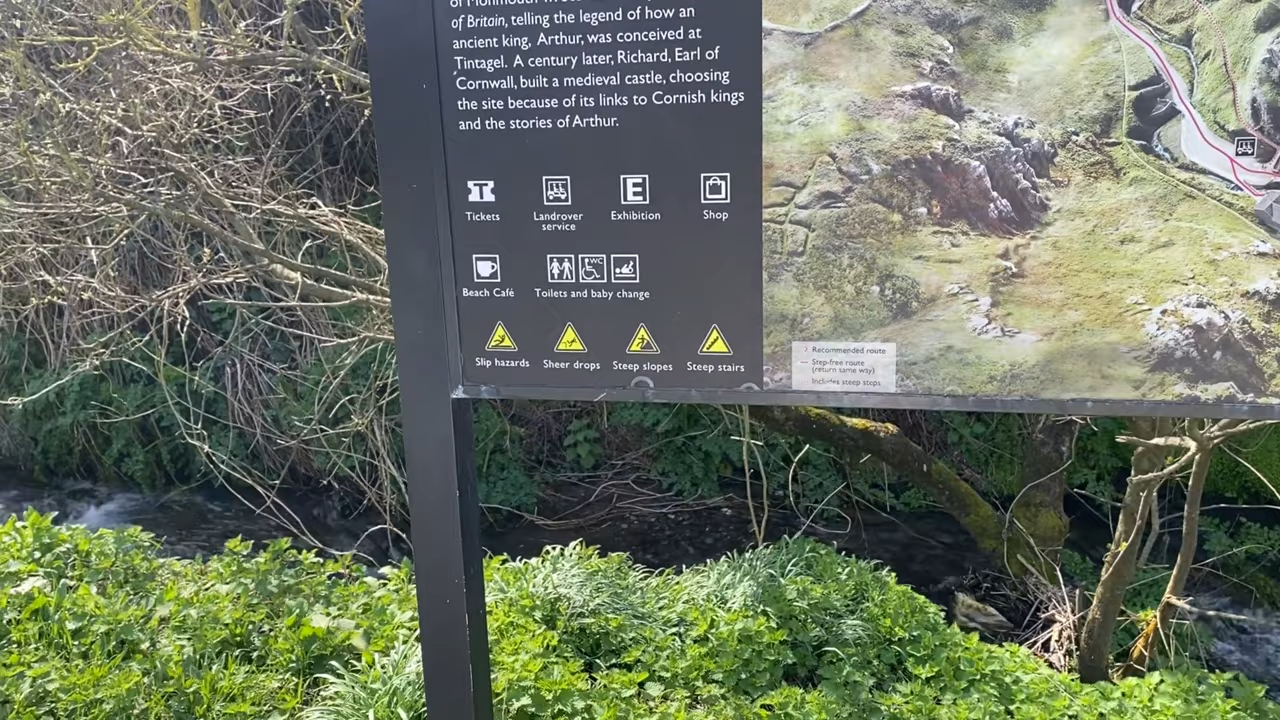 of Monmouth
of Britain, telling the legend of how an
ancient king, Arthur, was conceived at
Tintagel. A century later, Richard, Earl of
Cornwall, built a medieval castle, choosing
the site because of its links to Cornish kings
and the stories of Arthur.
T
E
Tickets
Landrover
service
Exhibition
Shop
WC
Beach Café
Toilets and baby change
Slip hazards
Sheer drops
Steep slopes
Steep stairs
Recommended route
Step-free route
(return same way)
Includes steep steps